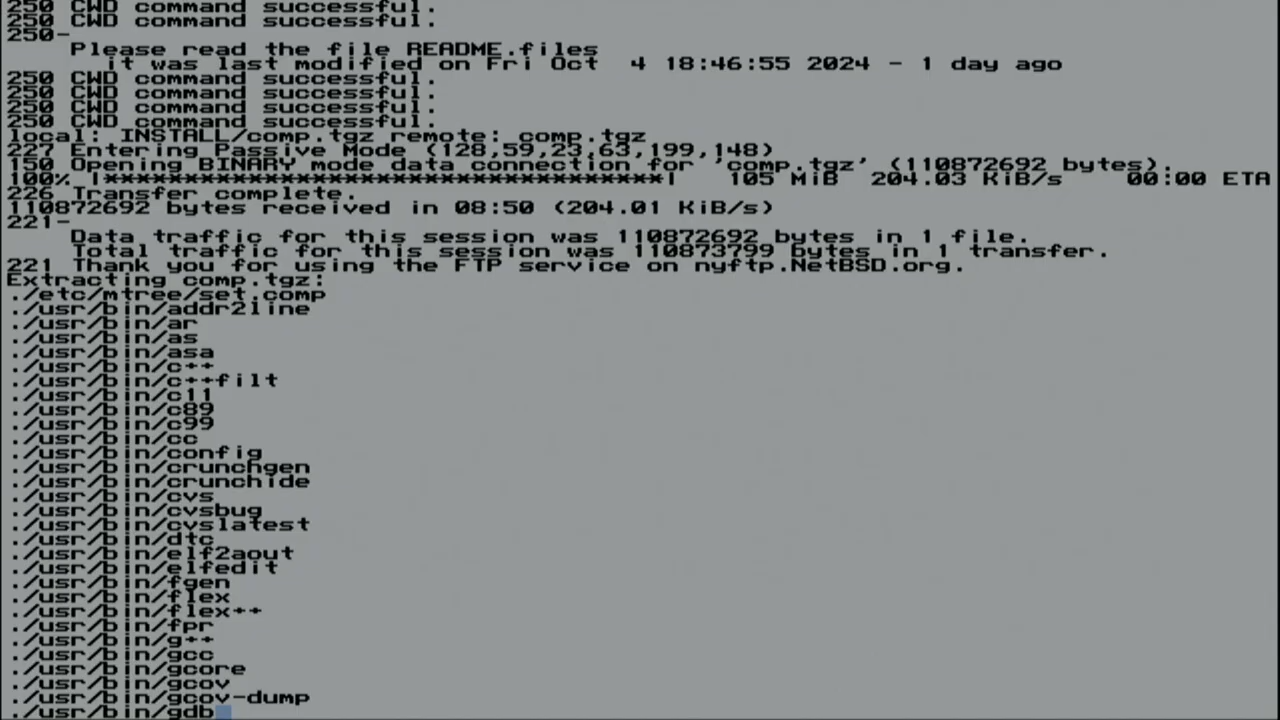 250 CWD command successful.
250 CWD command successful.
250-
Please read the file README.files
it was last modified on Fri Oct  4 18:46:55 2024 - 1 day ago
250 CWD command successful.
250 CWD command successful.
250 CWD command successful.
250 CWD command successful.
local: INSTALL/comp.tgz remote: comp.tgz
227 Entering Passive Mode (128,59,23,63,199,148)
150 Opening BINARY mode data connection for 'comp.tgz' (110872692 bytes).
100% |***********************************|   105 MiB  204.03 KiB/s    00:00 ETA
226 Transfer complete.
110872692 bytes received in 08:50 (204.01 KiB/s)
221-
Data traffic for this session was 110872692 bytes in 1 file.
Total traffic for this session was 110873799 bytes in 1 transfer.
221 Thank you for using the FTP service on nyftp.NetBSD.org.
Extracting comp.tgz:
./etc/mtree/set.comp
./usr/bin/addr2line
./usr/bin/ar
./usr/bin/as
./usr/bin/asa
./usr/bin/c++
./usr/bin/c++filt
./usr/bin/c11
./usr/bin/c89
./usr/bin/c99
./usr/bin/cc
./usr/bin/config
./usr/bin/crunchgen
./usr/bin/crunchide
./usr/bin/cvs
./usr/bin/cvsbug
./usr/bin/cvslatest
./usr/bin/dtc
./usr/bin/elf2aout
./usr/bin/elfedit
./usr/bin/fgen
./usr/bin/flex
./usr/bin/flex++
./usr/bin/fpr
./usr/bin/g++
./usr/bin/gcc
./usr/bin/gcore
./usr/bin/gcov
./usr/bin/gcov-dump
./usr/bin/gdb